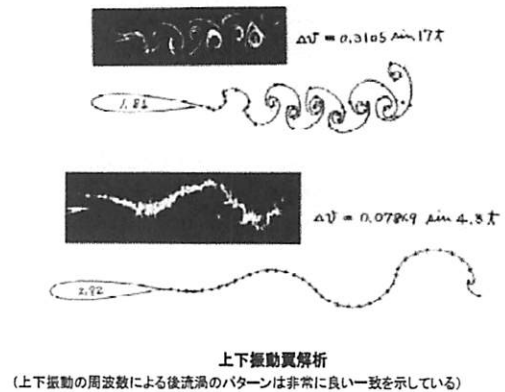 Δv = 0.3105 sin 17t
1.81
Δv = 0.07869 sin 4.3t
2.92
上下振動翼解析
(上下振動の周波数による後流渦のパターンは非常に良い一致を示している)